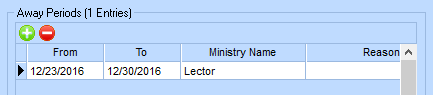 Away Periods (1 Entries)
From To Ministry Name Reason
12/23/2016 12/30/2016 Lector